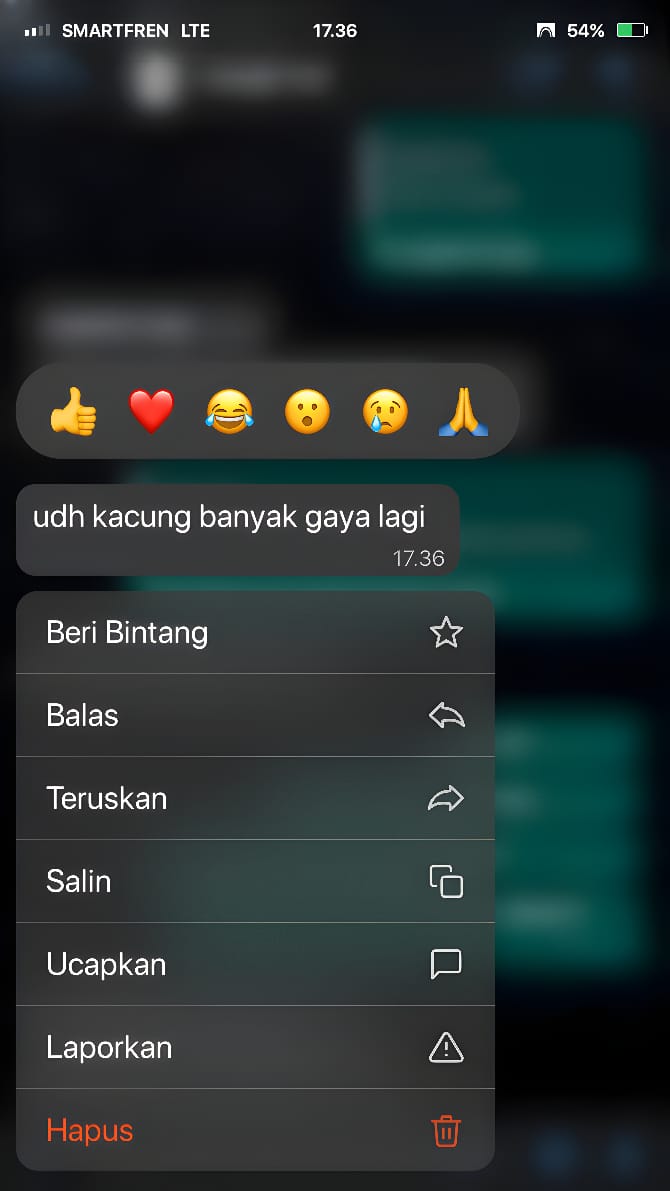 SMARTFREN LTE 17.36 54%
udh kacung banyak gaya lagi
17.36
Beri Bintang
Balas
Teruskan
Salin
Ucapkan
Laporkan
Hapus